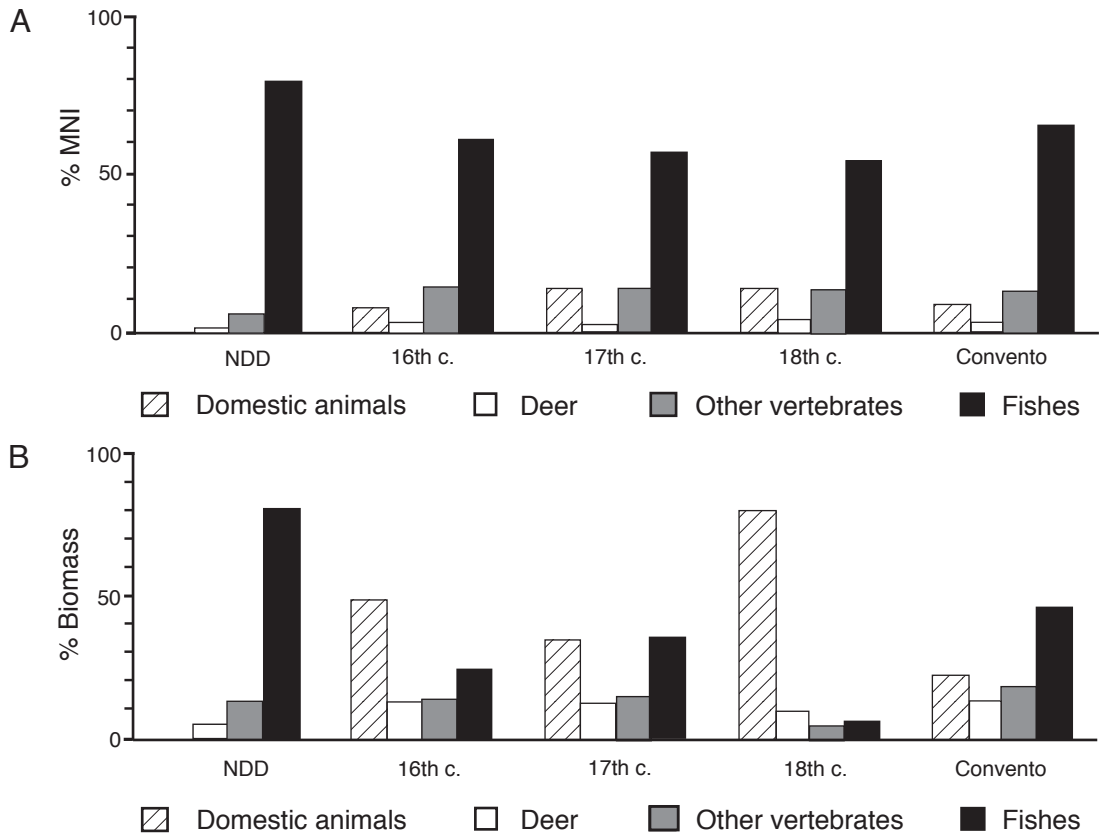 A
100
% MNI
50
0
NDD 16th c. 17th c. 18th c. Convento
Domestic animals Deer Other vertebrates Fishes
B
100
% Biomass
50
0
NDD 16th c. 17th c. 18th c. Convento
Domestic animals Deer Other vertebrates Fishes